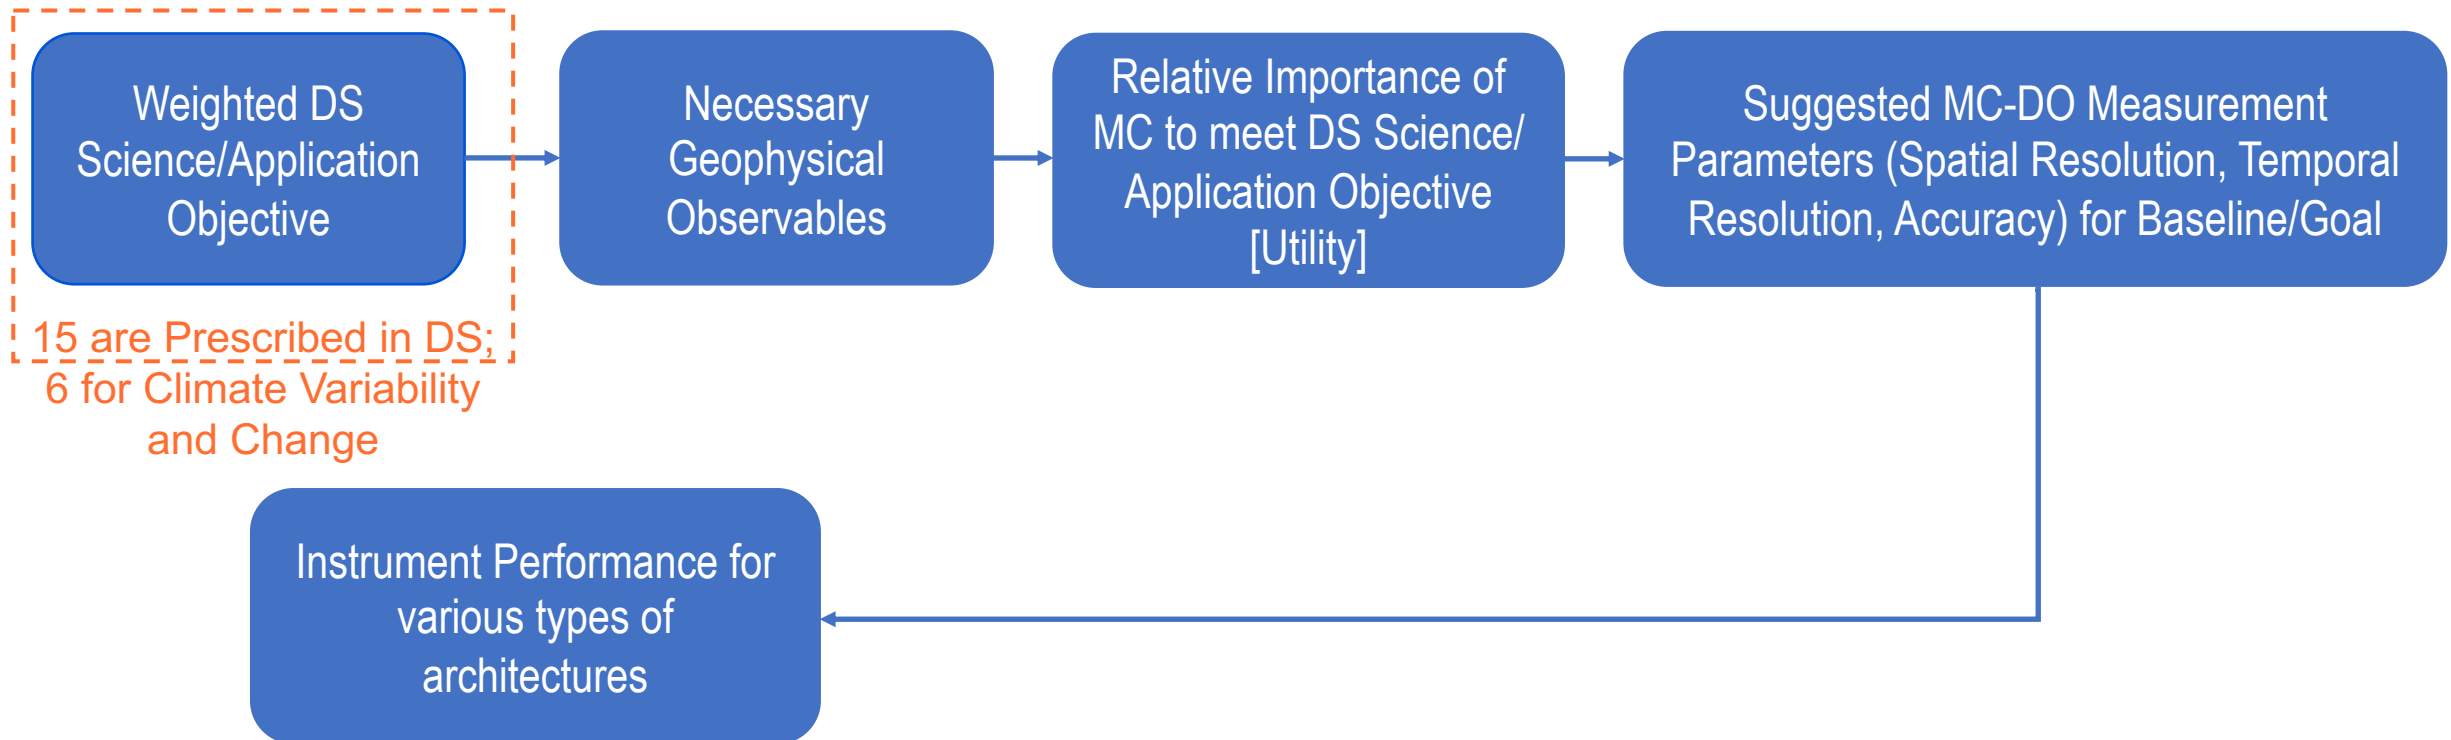 Weighted DS
Science/Application
Objective
15 are Prescribed in DS;
6 for Climate Variability
and Change
Necessary
Geophysical
Observables
Relative Importance of
MC to meet DS Science/
Application Objective
[Utility]
Suggested MC-DO Measurement
Parameters (Spatial Resolution, Temporal
Resolution, Accuracy) for Baseline/Goal
Instrument Performance for
various types of
architectures